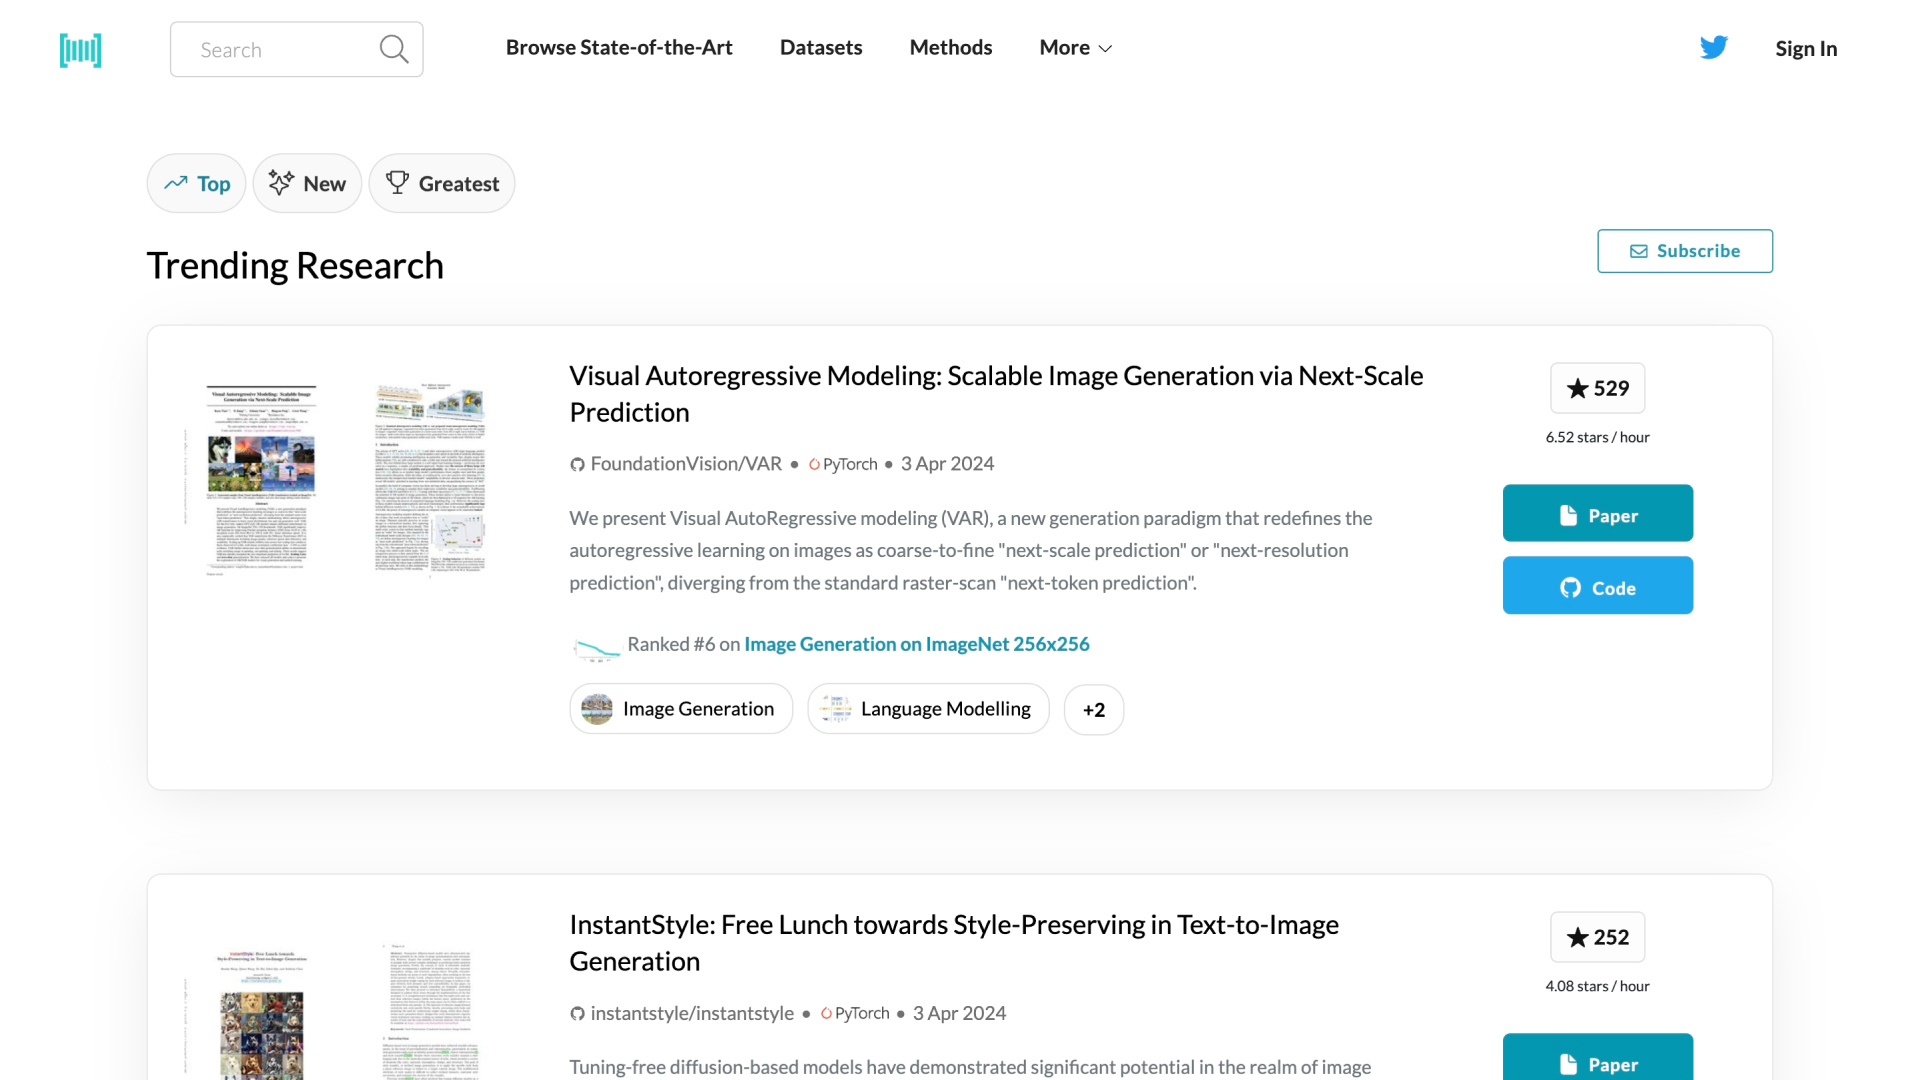 Search
Browse State-of-the-Art
Datasets
Methods
More
Sign In
Top
New
Greatest
Trending Research
Subscribe
Visual Autoregressive Modeling: Scalable Image Generation via Next-Scale
Prediction
529
6.52 stars / hour
FoundationVision/VAR • PyTorch • 3 Apr 2024
We present Visual AutoRegressive modeling (VAR), a new generation paradigm that redefines the
autoregressive learning on images as coarse-to-fine "next-scale prediction" or "next-resolution
prediction", diverging from the standard raster-scan "next-token prediction".
Paper
Code
Ranked #6 on Image Generation on ImageNet 256x256
Image Generation
Language Modelling
+2
InstantStyle: Free Lunch towards Style-Preserving in Text-to-Image
Generation
252
4.08 stars / hour
instantstyle/instantstyle • PyTorch • 3 Apr 2024
Tuning-free diffusion-based models have demonstrated significant potential in the realm of image
Paper